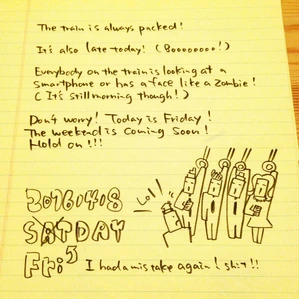 The train is always packed!
It's also late today! (Boooooooo!)
Everybody on the train is looking at a
smartphone or has a face like a zombie!
(It's still morning though!)
Don't worry! Today is Friday!
The weekend is coming soon!
Hold on!!!
Lol!
2016/4/8
SATDAY
Fri
I had a mistake again! shit!!